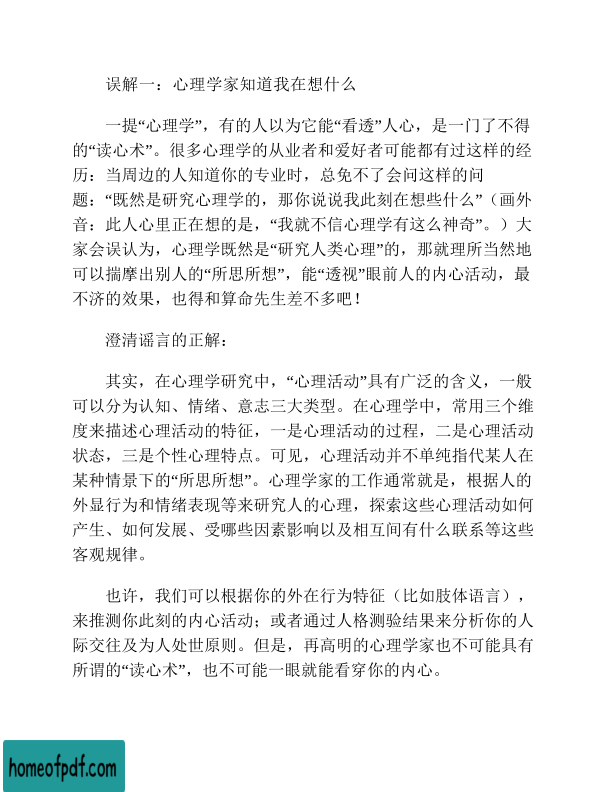 误解一：心理学家知道我在想什么
一提“心理学”，有的人以为它能“看透”人心，是一门了不得
的“读心术”。很多心理学的从业者和爱好者可能都有过这样的经
历：当周边的人知道你的专业时，总免不了会问这样的问
题：“既然是研究心理学的，那你说说我此刻在想些什么”（画外
音：此人心里正在想的是，“我就不信心理学有这么神奇”。）大
家会误认为，心理学既然是“研究人类心理”的，那就理所当然地
可以揣摩出别人的“所思所想”，能“透视”眼前人的内心活动，最
不济的效果，也得和算命先生差不多吧！
澄清谣言的正解：
其实，在心理学研究中，“心理活动”具有广泛的含义，一般
可以分为认知、情绪、意志三大类型。在心理学中，常用三个维
度来描述心理活动的特征，一是心理活动的过程，二是心理活动
状态，三是个性心理特点。可见，心理活动并不单纯指代某人在
某种情景下的“所思所想”。心理学家的工作通常就是，根据人的
外显行为和情绪表现等来研究人的心理，探索这些心理活动如何
产生、如何发展、受哪些因素影响以及相互间有什么联系等这些
客观规律。
也许，我们可以根据你的外在行为特征（比如肢体语言），
来推测你此刻的内心活动；或者通过人格测验结果来分析你的人
际交往及为人处世原则。但是，再高明的心理学家也不可能具有
所谓的“读心术”，也不可能一眼就能看穿你的内心。
homeofpdf.com